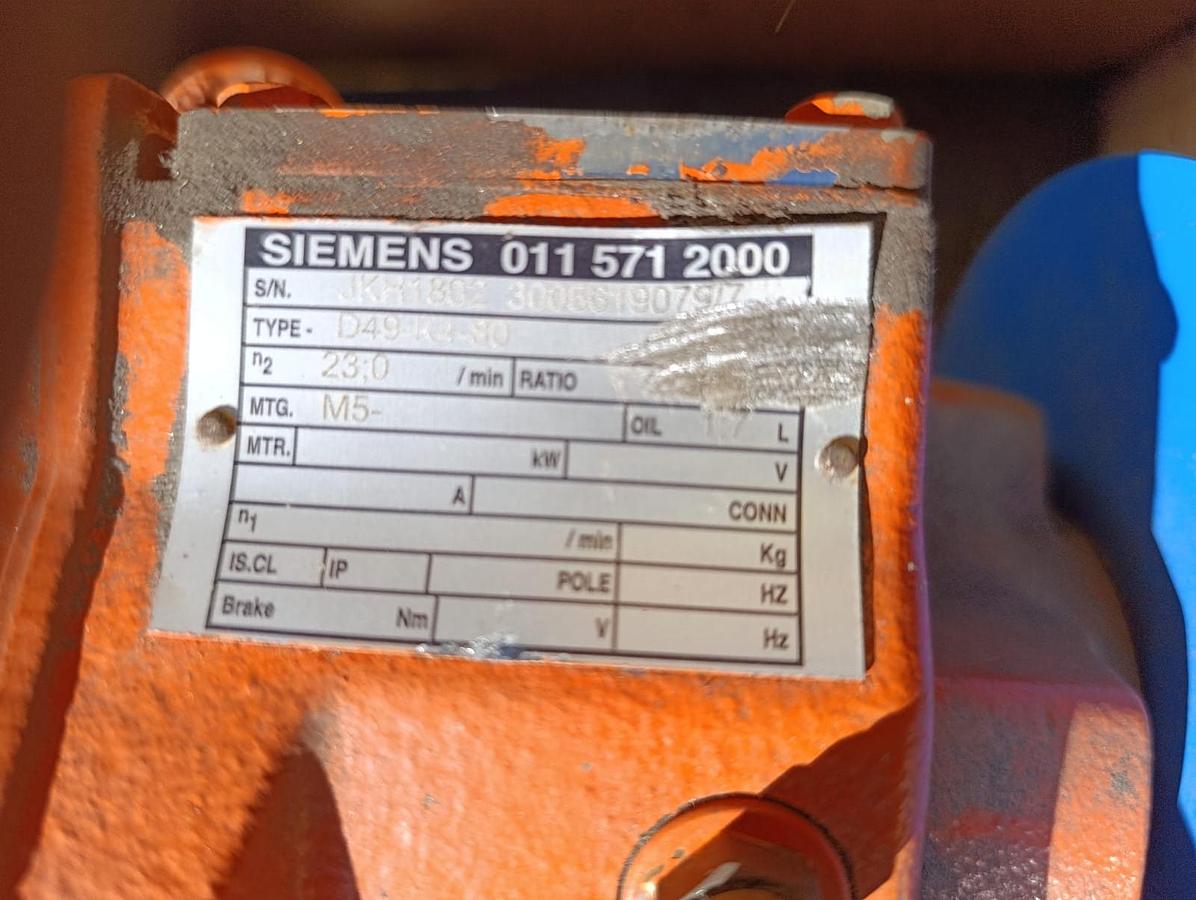 SIEMENS 011 571 2000
S/N.
TYPE -
n2 23;0 /min RATIO
MTG. M5- OIL L
MTR. kW V
A CONN
n1 /min Kg
IS.CL IP POLE HZ
Brake Nm V Hz